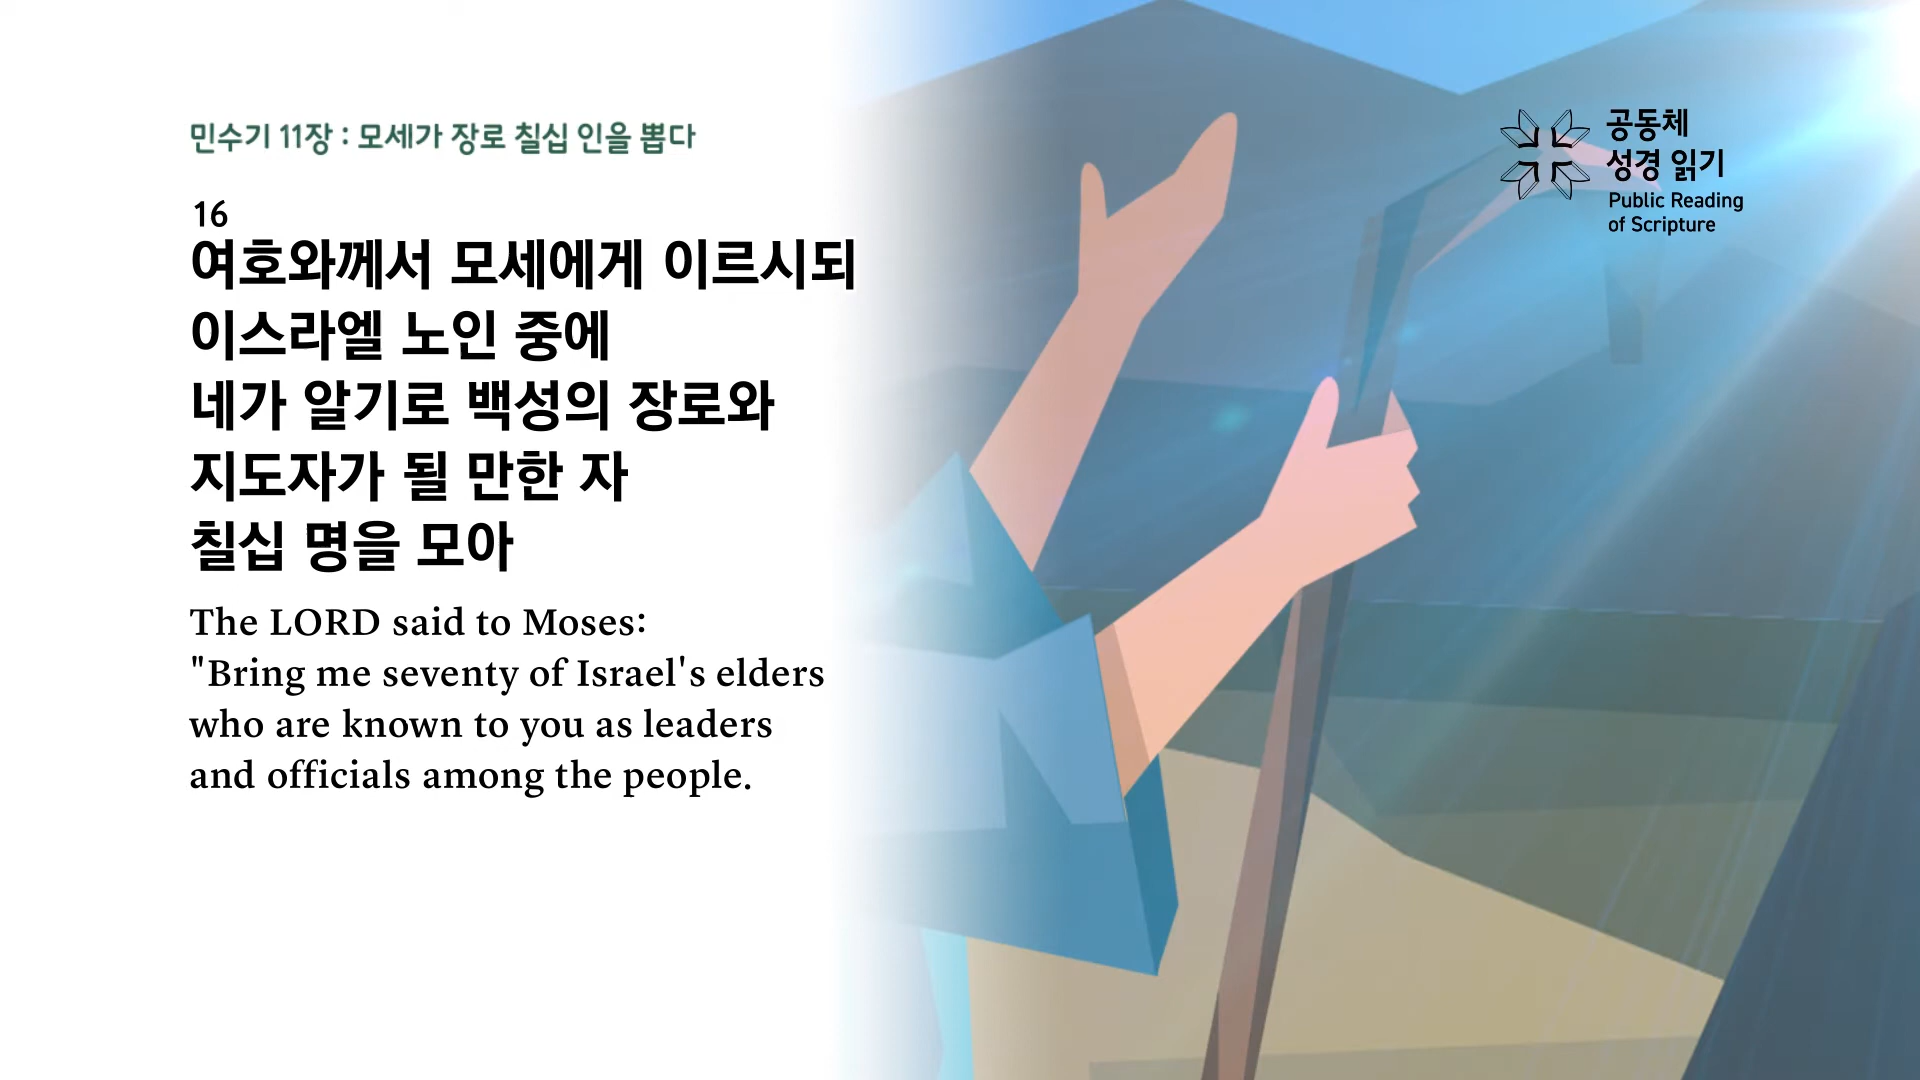 민수기 11장 : 모세가 장로 칠십 인을 뽑다
16
여호와께서 모세에게 이르시되
이스라엘 노인 중에
네가 알기로 백성의 장로와
지도자가 될 만한 자
칠십 명을 모아
The LORD said to Moses:
"Bring me seventy of Israel's elders
who are known to you as leaders
and officials among the people.
공동체
성경 읽기
Public Reading
of Scripture